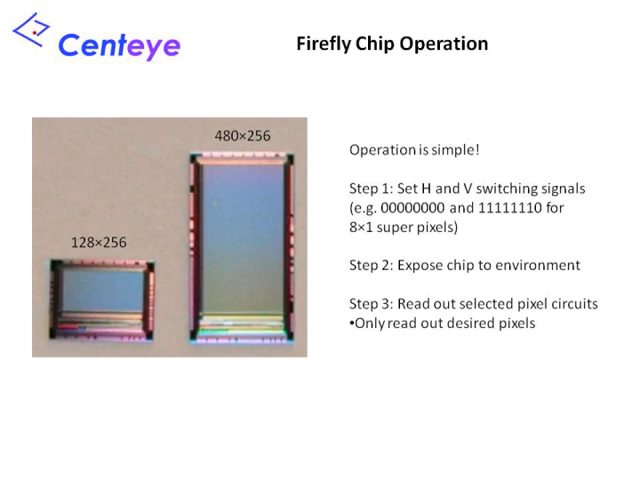 Centeye
Firefly Chip Operation
480×256
128×256
Operation is simple!
Step 1: Set H and V switching signals
(e.g. 00000000 and 11111110 for
8×1 super pixels)
Step 2: Expose chip to environment
Step 3: Read out selected pixel circuits
•Only read out desired pixels